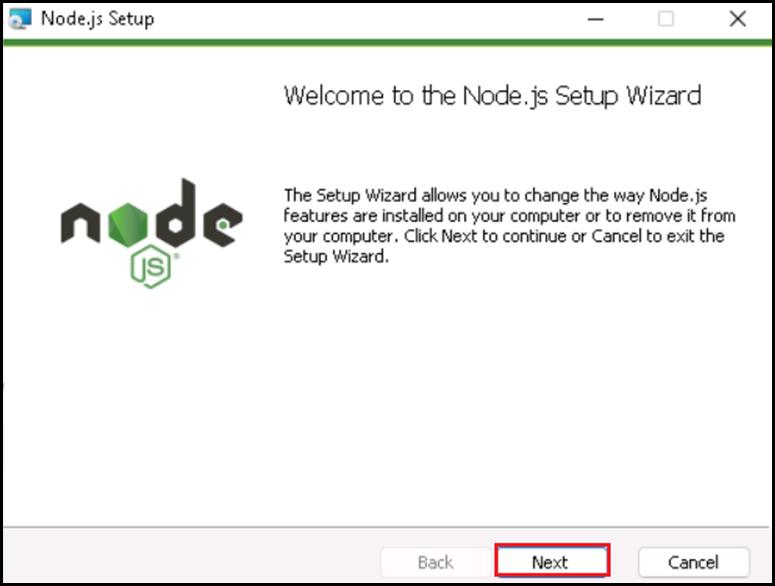 Node.js Setup
Welcome to the Node.js Setup Wizard
The Setup Wizard allows you to change the way Node.js
features are installed on your computer or to remove it from
your computer. Click Next to continue or Cancel to exit the
Setup Wizard.
node
JS®
Back Next Cancel